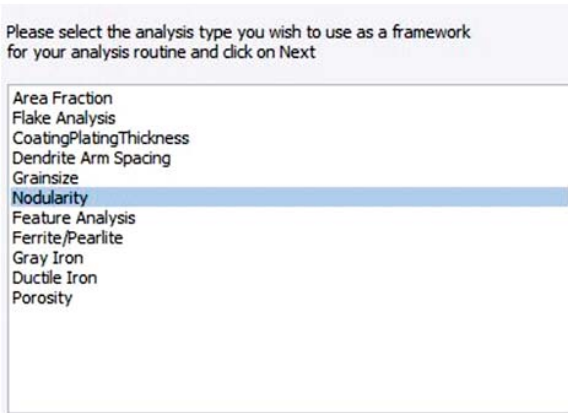 Please select the analysis type you wish to use as a framework
for your analysis routine and click on Next
Area Fraction
Flake Analysis
CoatingPlatingThickness
Dendrite Arm Spacing
Grainsize
Nodularity
Feature Analysis
Ferrite/Pearlite
Gray Iron
Ductile Iron
Porosity